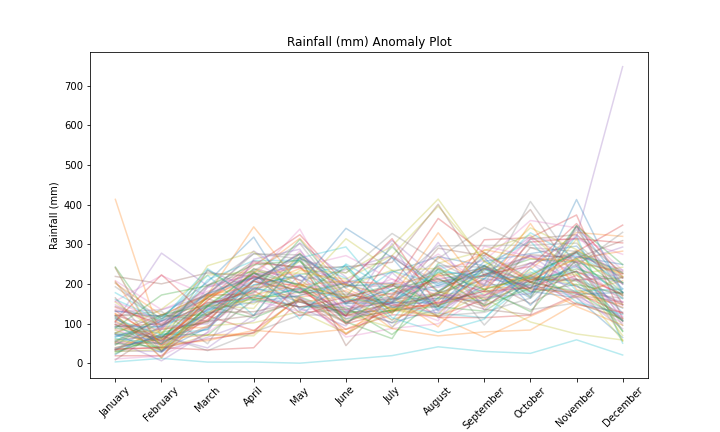 Rainfall (mm) Anomaly Plot
Rainfall (mm)
700
600
500
400
300
200
100
0
January
February
March
April
May
June
July
August
September
October
November
December